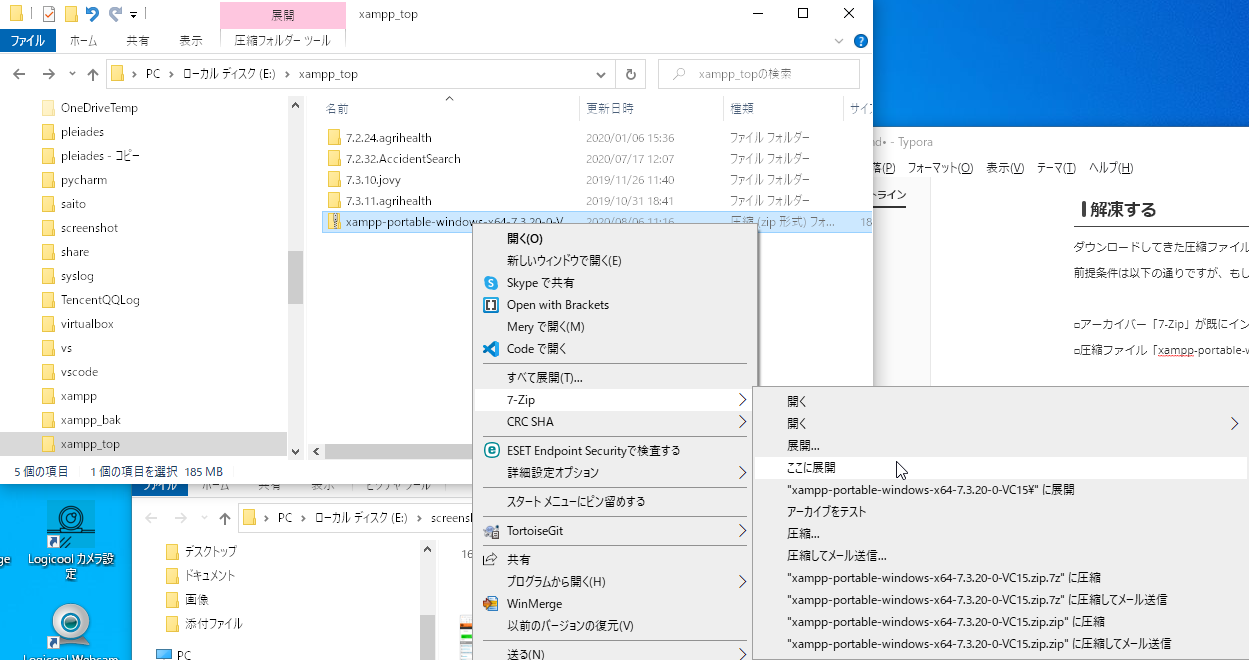 展開
xampp_top
ファイル
ホーム
共有
表示
圧縮フォルダー ツール
PC
ローカル ディスク (E:)
xampp_top
xampp_topの検索
OneDriveTemp
pleiades
pleiades - コピー
pycharm
saito
screenshot
share
syslog
TencentQQLog
virtualbox
vs
vscode
xampp
xampp_bak
xampp_top
名前
更新日時
種類
サイズ
7.2.24.agrihealth 2020/01/06 15:36 ファイル フォルダー
7.2.32.AccidentSearch 2020/07/17 12:07 ファイル フォルダー
7.3.10.jovy 2019/11/26 11:40 ファイル フォルダー
7.3.11.agrihealth 2019/10/31 18:41 ファイル フォルダー
xampp-portable-windows-x64-7.3.20-0-V... 2020/08/06 11:16 圧縮 (zip 形式) フォ... 18
5 個の項目 1 個の項目を選択 185 MB
開く(O)
新しいウィンドウで開く(E)
Skype で共有
Open with Brackets
Mery で開く(M)
Code で開く
すべて展開(T)...
7-Zip
CRC SHA
ESET Endpoint Securityで検査する
詳細設定オプション
スタート メニューにピン留めする
TortoiseGit
共有
プログラムから開く(H)
WinMerge
以前のバージョンの復元(V)
送る(N)
開く
開く
展開...
ここに展開
"xampp-portable-windows-x64-7.3.20-0-VC15¥" に展開
アーカイブをテスト
圧縮...
圧縮してメール送信...
"xampp-portable-windows-x64-7.3.20-0-VC15.zip.7z" に圧縮
"xampp-portable-windows-x64-7.3.20-0-VC15.zip.7z" に圧縮してメール送信
"xampp-portable-windows-x64-7.3.20-0-VC15.zip.zip" に圧縮
"xampp-portable-windows-x64-7.3.20-0-VC15.zip.zip" に圧縮してメール送信
nd• - Typora
落(P) フォーマット(O) 表示(V) テーマ(T) ヘルプ(H)
トライン
解凍する
ダウンロードしてきた圧縮ファイル
前提条件は以下の通りですが、もし
□アーカイバー「7-Zip」が既にイン
□圧縮ファイル「xampp-portable-w
ファイル
ホーム
共有
表示
ピクチャ ツール
PC
ローカル ディスク (E:)
screensh
デスクトップ
ドキュメント
画像
添付ファイル
PC
16
ge
Logicool カメラ設
定
Logicool Webcam